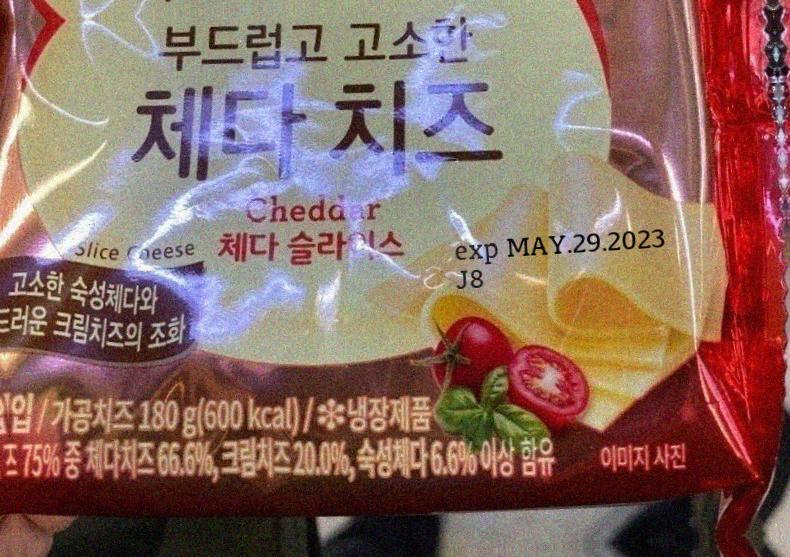 부드럽고 고소한
체다 치즈
Cheddar
Slice Cheese 체다 슬라이스
exp MAY.29.2023
J8
고소한 숙성체다와
드러운 크림치즈의 조화
입 / 가공치즈 180 g(600 kcal) / ❄냉장제품
즈 75% 중 체다치즈 66.6%, 크림치즈 20.0%, 숙성체다 6.6% 이상 함유
이미지 사진